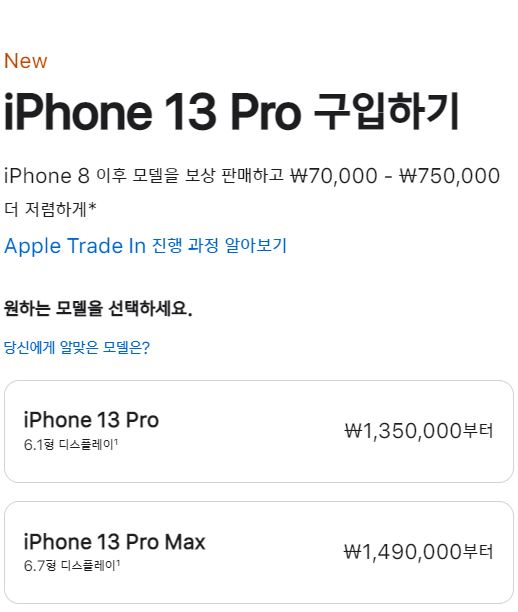 New
iPhone 13 Pro 구입하기
iPhone 8 이후 모델을 보상 판매하고 ₩70,000 - ₩750,000
더 저렴하게*
Apple Trade In 진행 과정 알아보기
원하는 모델을 선택하세요.
당신에게 알맞은 모델은?
iPhone 13 Pro
6.1형 디스플레이¹
₩1,350,000부터
iPhone 13 Pro Max
6.7형 디스플레이¹
₩1,490,000부터